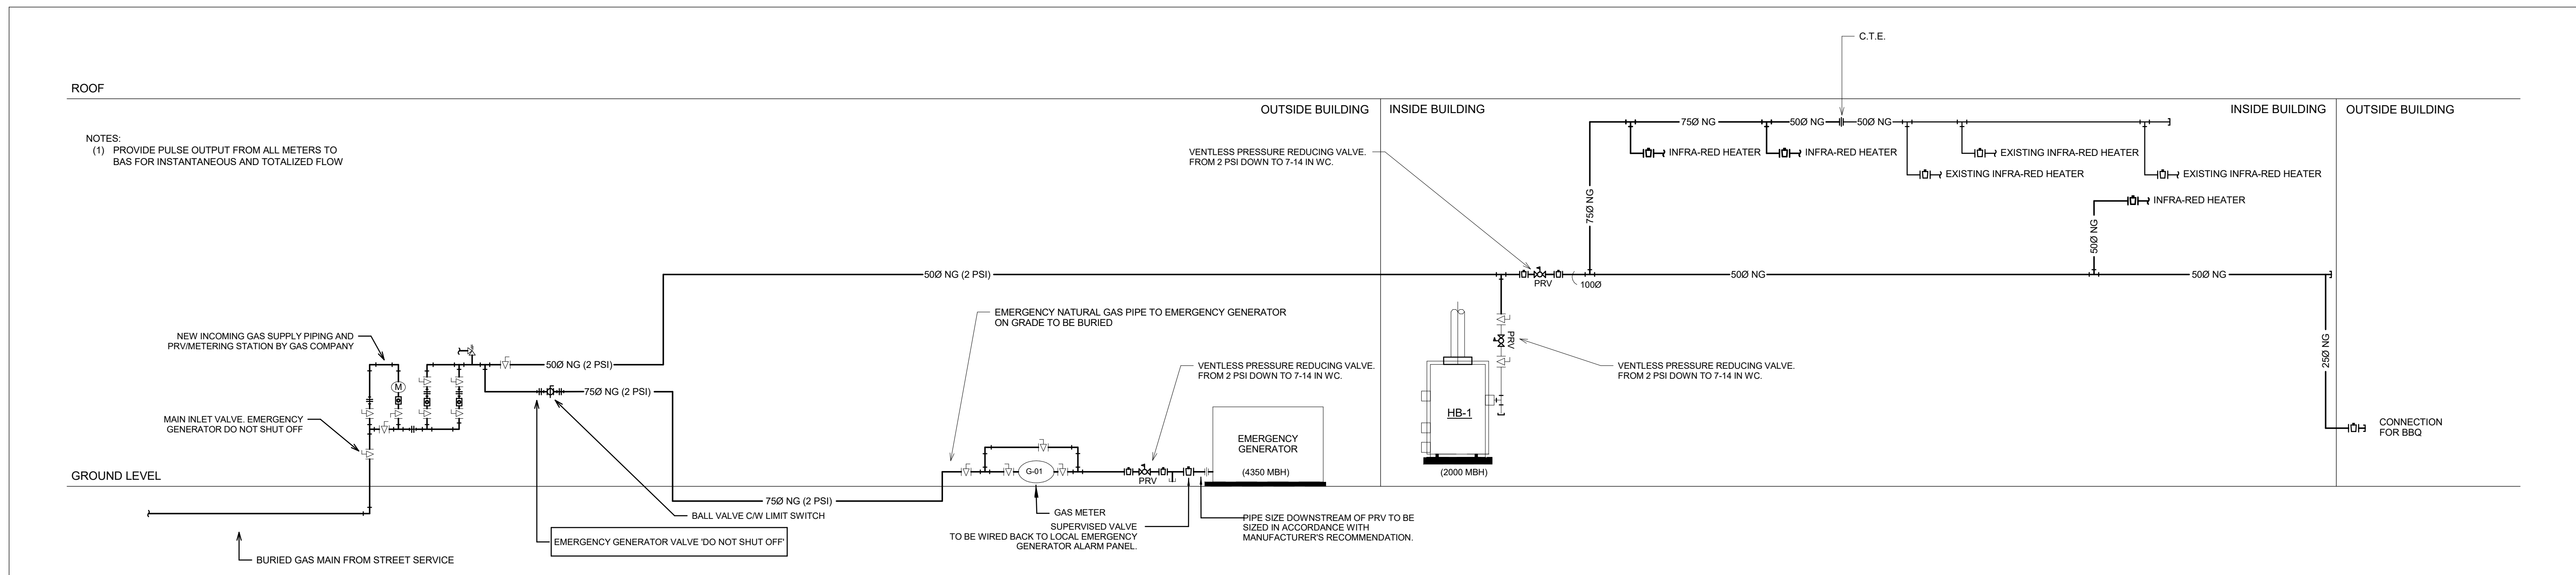 C.T.E.
ROOF
OUTSIDE BUILDING
INSIDE BUILDING
INSIDE BUILDING
OUTSIDE BUILDING
NOTES:
(1) PROVIDE PULSE OUTPUT FROM ALL METERS TO
BAS FOR INSTANTANEOUS AND TOTALIZED FLOW
75Ø NG
50Ø NG
50Ø NG
VENTLESS PRESSURE REDUCING VALVE.
FROM 2 PSI DOWN TO 7-14 IN WC.
INFRA-RED HEATER
INFRA-RED HEATER
EXISTING INFRA-RED HEATER
EXISTING INFRA-RED HEATER
EXISTING INFRA-RED HEATER
75Ø NG
INFRA-RED HEATER
50Ø NG
50Ø NG (2 PSI)
PRV
100Ø
50Ø NG
50Ø NG
EMERGENCY NATURAL GAS PIPE TO EMERGENCY GENERATOR
ON GRADE TO BE BURIED
NEW INCOMING GAS SUPPLY PIPING AND
PRV/METERING STATION BY GAS COMPANY
50Ø NG (2 PSI)
M
75Ø NG (2 PSI)
VENTLESS PRESSURE REDUCING VALVE.
FROM 2 PSI DOWN TO 7-14 IN WC.
PRV
VENTLESS PRESSURE REDUCING VALVE.
FROM 2 PSI DOWN TO 7-14 IN WC.
25Ø NG
MAIN INLET VALVE. EMERGENCY
GENERATOR DO NOT SHUT OFF
HB-1
(2000 MBH)
CONNECTION
FOR BBQ
EMERGENCY
GENERATOR
(4350 MBH)
G-01
PRV
GROUND LEVEL
75Ø NG (2 PSI)
BALL VALVE C/W LIMIT SWITCH
GAS METER
SUPERVISED VALVE
TO BE WIRED BACK TO LOCAL EMERGENCY
GENERATOR ALARM PANEL.
PIPE SIZE DOWNSTREAM OF PRV TO BE
SIZED IN ACCORDANCE WITH
MANUFACTURER'S RECOMMENDATION.
EMERGENCY GENERATOR VALVE 'DO NOT SHUT OFF'
BURIED GAS MAIN FROM STREET SERVICE